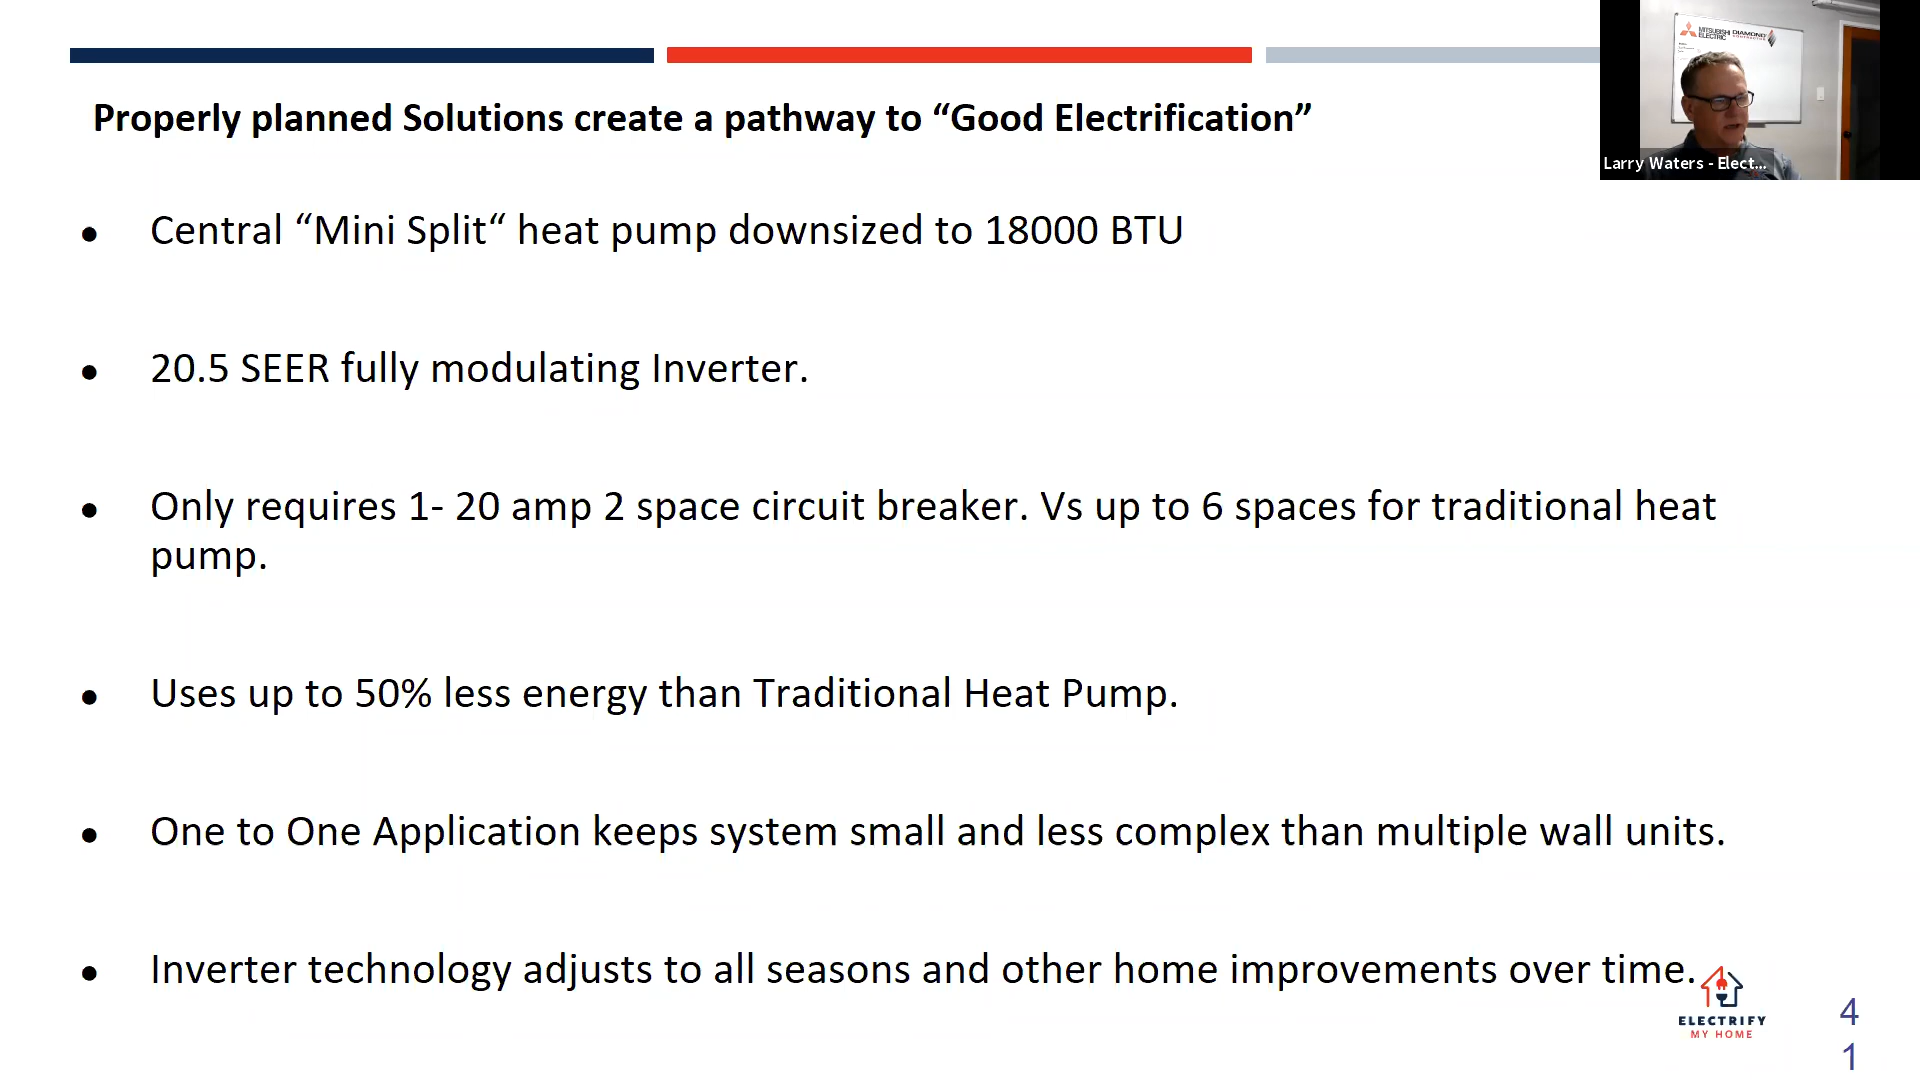 MITSUBISHI
ELECTRIC
DIAMOND
Larry Waters - Elect...
Properly planned Solutions create a pathway to “Good Electrification”
● Central “Mini Split“ heat pump downsized to 18000 BTU
● 20.5 SEER fully modulating Inverter.
● Only requires 1- 20 amp 2 space circuit breaker. Vs up to 6 spaces for traditional heat
pump.
● Uses up to 50% less energy than Traditional Heat Pump.
● One to One Application keeps system small and less complex than multiple wall units.
● Inverter technology adjusts to all seasons and other home improvements over time.
ELECTRIFY
MY HOME
4
1